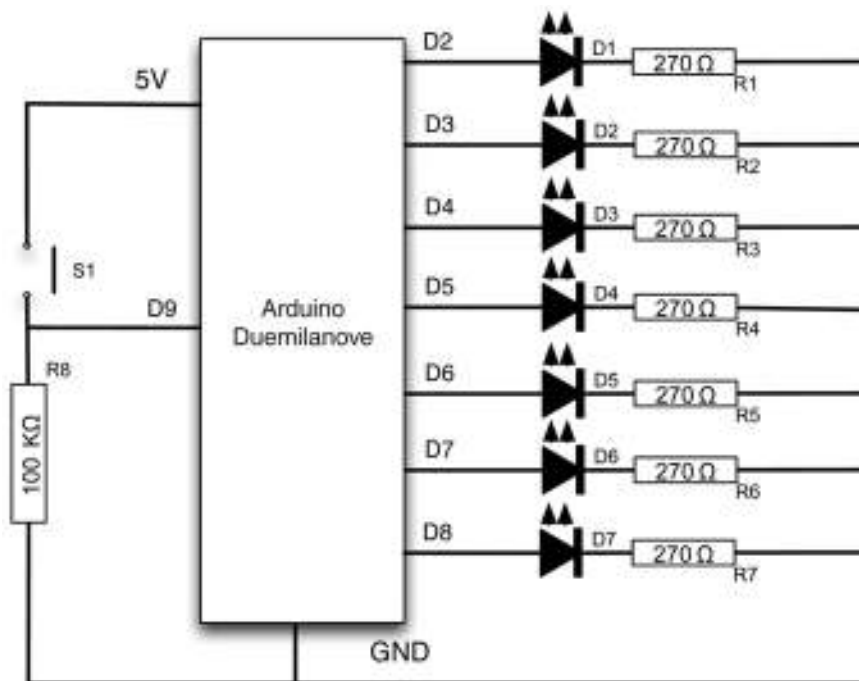 D2
D1
270 Ω
R1
5V
D3
D2
270 Ω
R2
D4
D3
270 Ω
R3
S1
D9
Arduino
Duemilanove
D5
D4
270 Ω
R4
R8
100 KΩ
D6
D5
270 Ω
R5
D7
D6
270 Ω
R6
D8
D7
270 Ω
R7
GND